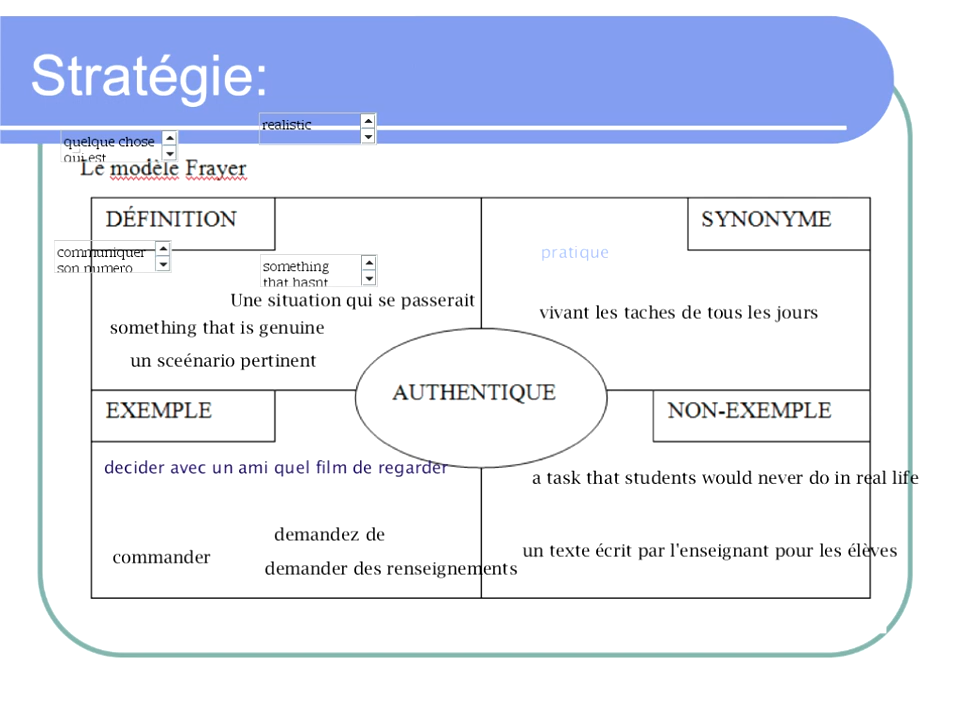 Stratégie:
realistic
quelque chose
qui est
Le modèle Frayer
DÉFINITION
SYNONYME
communiquer
son numero
something
that hasnt
pratique
Une situation qui se passerait
vivant les taches de tous les jours
something that is genuine
un sceénario pertinent
AUTHENTIQUE
EXEMPLE
NON-EXEMPLE
decider avec un ami quel film de regarder
a task that students would never do in real life
demandez de
commander
un texte écrit par l'enseignant pour les élèves
demander des renseignements